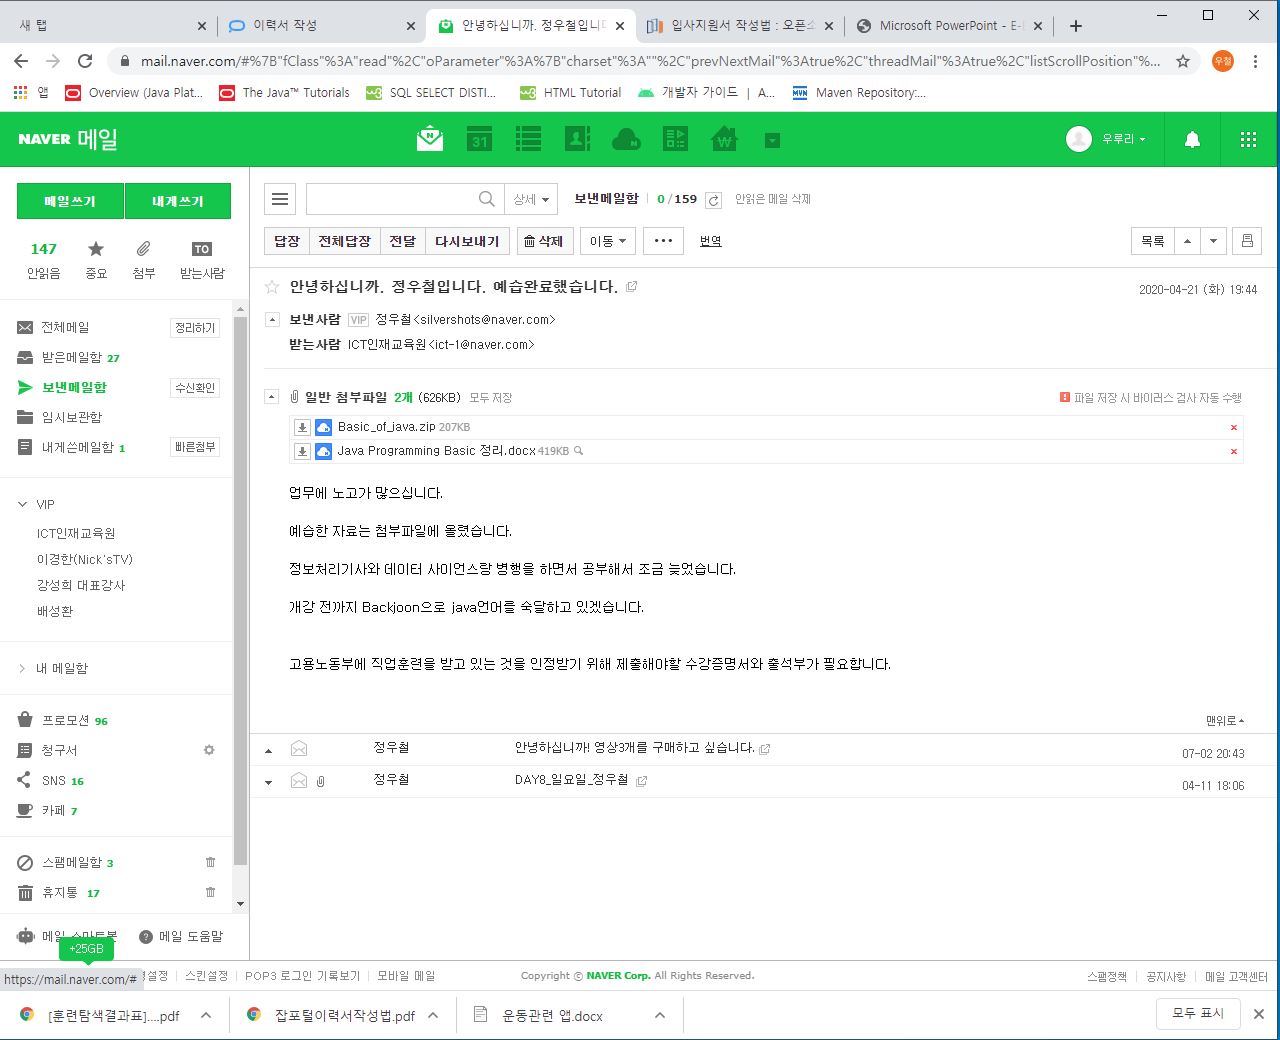 새 탭
이력서 작성
안녕하십니까. 정우철입니다
입사지원서 작성법 : 오픈소
Microsoft PowerPoint - E-
mail.naver.com/#%7B"fClass"%3A"read"%2C"oParameter"%3A%7B"charset"%3A""%2C"prevNextMail"%3Atrue%2C"threadMail"%3Atrue%2C"listScrollPosition"%...
우철
앱
Overview (Java Plat...
The Java™ Tutorials
SQL SELECT DISTI...
HTML Tutorial
개발자 가이드 | A...
Maven Repository:...
NAVER 메일
31
우루리
메일쓰기
내게쓰기
147
TO
안읽음
중요
첨부
받는사람
상세
보낸메일함
0/159
안읽은 메일 삭제
답장
전체답장
전달
다시보내기
삭제
이동
번역
목록
안녕하십니까. 정우철입니다. 예습완료했습니다.
2020-04-21 (화) 19:44
보낸사람 VIP 정우철<silvershots@naver.com>
받는사람 ICT인재교육원<ict-1@naver.com>
일반 첨부파일 2개 (626KB) 모두 저장
파일 저장 시 바이러스 검사 자동 수행
Basic_of_java.zip 207KB
Java Programming Basic 정리.docx 419KB
업무에 노고가 많으십니다.
예습한 자료는 첨부파일에 올렸습니다.
정보처리기사와 데이터 사이언스랑 병행을 하면서 공부해서 조금 늦었습니다.
개강 전까지 Backjoon으로 java언어를 숙달하고 있겠습니다.
고용노동부에 직업훈련을 받고 있는 것을 인정받기 위해 제출해야할 수강증명서와 출석부가 필요합니다.
맨위로
정우철 안녕하십니까! 영상3개를 구매하고 싶습니다. 07-02 20:43
정우철 DAY8_일요일_정우철 04-11 18:06
전체메일 정리하기
받은메일함 27
보낸메일함 수신확인
임시보관함
내게쓴메일함 1 빠른첨부
VIP
ICT인재교육원
이경한(Nick'sTV)
강성희 대표강사
배성환
내 메일함
프로모션 96
청구서
SNS 16
카페 7
스팸메일함 3
휴지통 17
메일 스마트봇
메일 도움말
+25GB
https://mail.naver.com/#
스킨설정
POP3 로그인 기록보기
모바일 메일
Copyright © NAVER Corp. All Rights Reserved.
스팸정책
공지사항
메일 고객센터
[훈련탐색결과표]....pdf
잡포털이력서작성법.pdf
운동관련 앱.docx
모두 표시